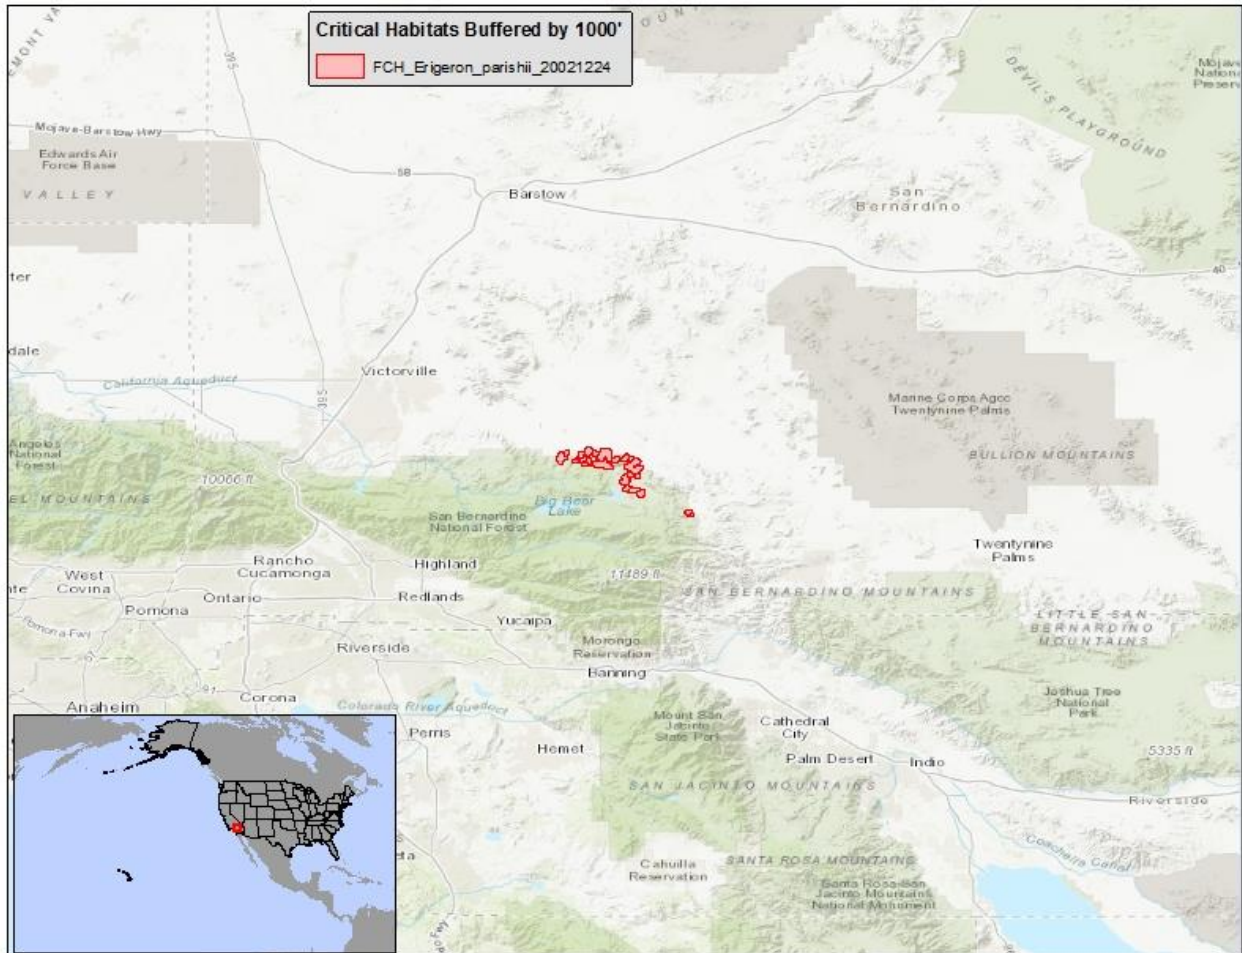 Critical Habitats Buffered by 1000'
FCH_Erigeron_parishii_20021224
395
Mojave-Barstow Hwy
Edwards Air
Force Base
VALLEY
58
Barstow
San
Bernardino
DEVIL'S PLAYGROUND
40
Victorville
California Aqueduct
395
Marine Corps Agcc
Twentynine Palms
BULLION MOUNTAINS
Angeles
National
Forest
10066 ft
EL MOUNTAINS
Big Bear
Lake
San Bernardino
National Forest
Twentynine
Palms
Rancho
Cucamonga
Highland
11489 ft
West
Covina
Ontario
Redlands
SAN BERNARDINO MOUNTAINS
Pomona
Yucaipa
LITTLE SAN
BERNARDINO
MOUNTAINS
Riverside
Morongo
Reservation
Banning
91
Corona
Anaheim
Colorado River Aqueduct
Joshua Tree
National
Park
Perris
Mount San
Jacinto
State Park
Cathedral
City
Hemet
Palm Desert
Indio
5335 ft
SAN JACINTO MOUNTAINS
Riverside
Coachella Canal
Cahuilla
Reservation
SANTA ROSA MOUNTAINS
Santa Rosa-San
Jacinto Mountains
National Monument